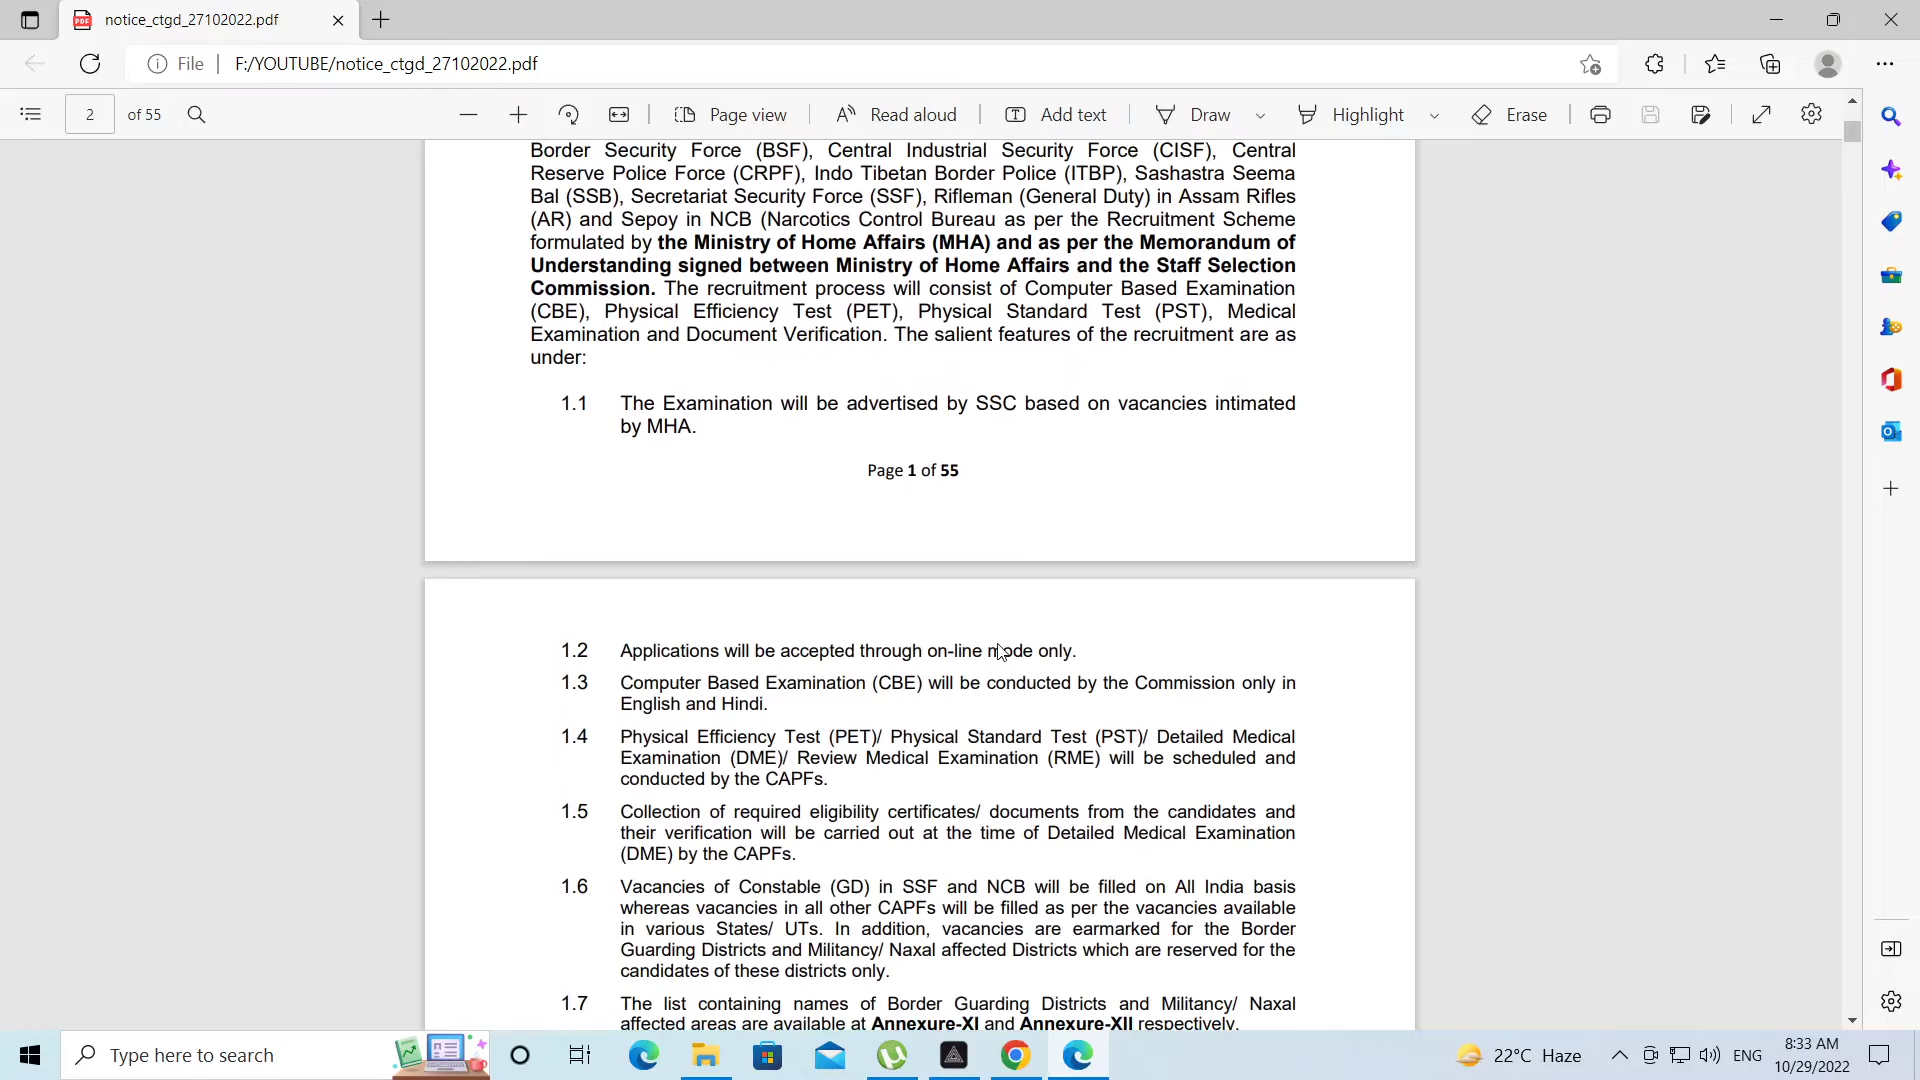 notice_ctgd_27102022.pdf
File F:/YOUTUBE/notice_ctgd_27102022.pdf
2 of 55 Page view Read aloud Add text Draw Highlight Erase
Border Security Force (BSF), Central Industrial Security Force (CISF), Central
Reserve Police Force (CRPF), Indo Tibetan Border Police (ITBP), Sashastra Seema
Bal (SSB), Secretariat Security Force (SSF), Rifleman (General Duty) in Assam Rifles
(AR) and Sepoy in NCB (Narcotics Control Bureau as per the Recruitment Scheme
formulated by the Ministry of Home Affairs (MHA) and as per the Memorandum of
Understanding signed between Ministry of Home Affairs and the Staff Selection
Commission. The recruitment process will consist of Computer Based Examination
(CBE), Physical Efficiency Test (PET), Physical Standard Test (PST), Medical
Examination and Document Verification. The salient features of the recruitment are as
under:
1.1 The Examination will be advertised by SSC based on vacancies intimated
by MHA.
Page 1 of 55
1.2 Applications will be accepted through on-line mode only.
1.3 Computer Based Examination (CBE) will be conducted by the Commission only in
English and Hindi.
1.4 Physical Efficiency Test (PET)/ Physical Standard Test (PST)/ Detailed Medical
Examination (DME)/ Review Medical Examination (RME) will be scheduled and
conducted by the CAPFs.
1.5 Collection of required eligibility certificates/ documents from the candidates and
their verification will be carried out at the time of Detailed Medical Examination
(DME) by the CAPFs.
1.6 Vacancies of Constable (GD) in SSF and NCB will be filled on All India basis
whereas vacancies in all other CAPFs will be filled as per the vacancies available
in various States/ UTs. In addition, vacancies are earmarked for the Border
Guarding Districts and Militancy/ Naxal affected Districts which are reserved for the
candidates of these districts only.
1.7 The list containing names of Border Guarding Districts and Militancy/ Naxal
affected areas are available at Annexure-XI and Annexure-XII respectively.
Type here to search
22°C Haze
ENG
8:33 AM
10/29/2022